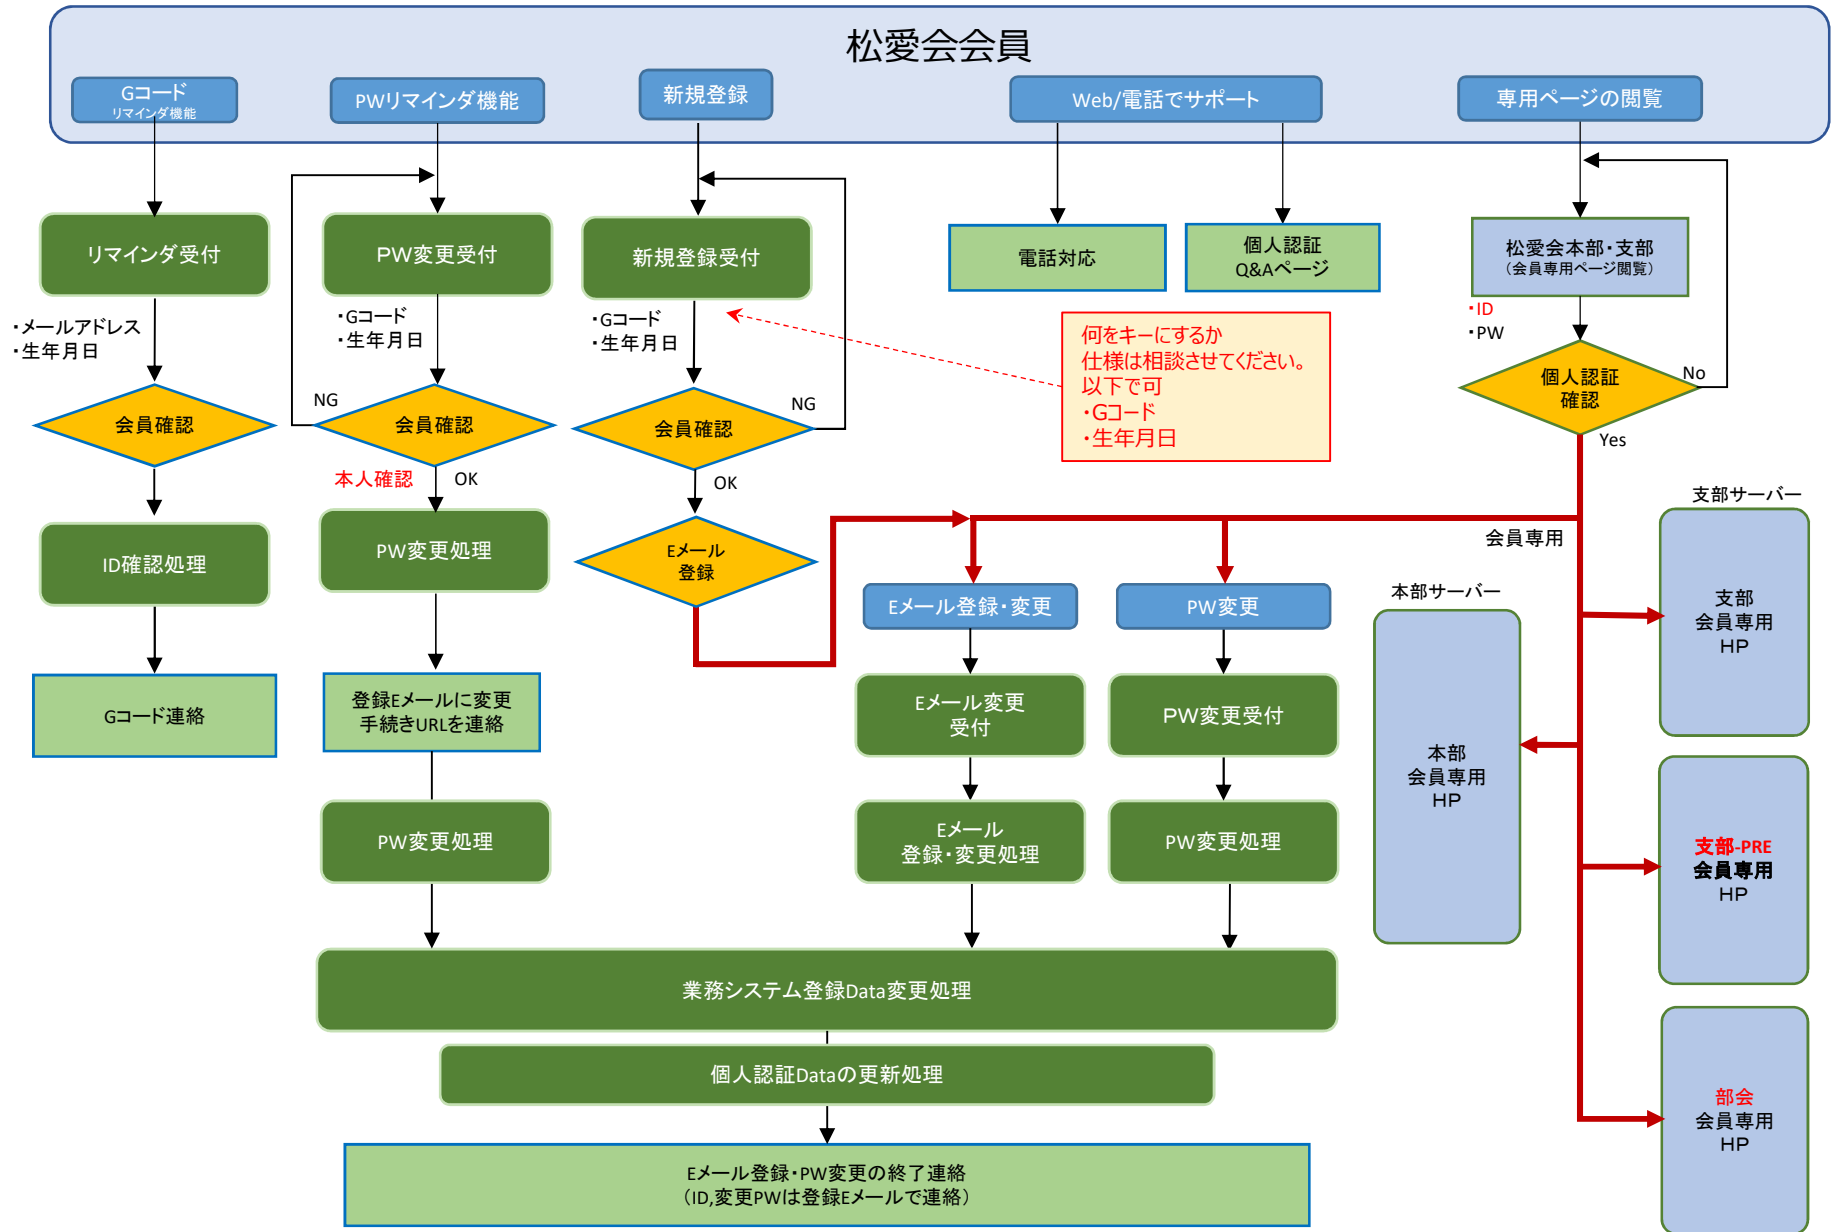 松愛会会員
Gコード
リマインダ機能
PWリマインダ機能
新規登録
Web/電話でサポート
専用ページの閲覧
リマインダ受付
PW変更受付
新規登録受付
電話対応
個人認証
Q&Aページ
松愛会本部・支部
（会員専用ページ閲覧）
・メールアドレス
・生年月日
・Gコード
・生年月日
・Gコード
・生年月日
何をキーにするか
仕様は相談させてください。
以下で可
・Gコード
・生年月日
・ID
・PW
個人認証
確認
No
Yes
会員確認
NG
会員確認
NG
会員確認
本人確認
OK
OK
ID確認処理
PW変更処理
Eメール
登録
会員専用
支部サーバー
本部サーバー
Eメール登録・変更
PW変更
支部
会員専用
HP
Gコード連絡
登録Eメールに変更
手続きURLを連絡
Eメール変更
受付
PW変更受付
本部
会員専用
HP
PW変更処理
Eメール
登録・変更処理
PW変更処理
支部-PRE
会員専用
HP
業務システム登録Data変更処理
個人認証Dataの更新処理
部会
会員専用
HP
Eメール登録・PW変更の終了連絡
（ID,変更PWは登録Eメールで連絡）